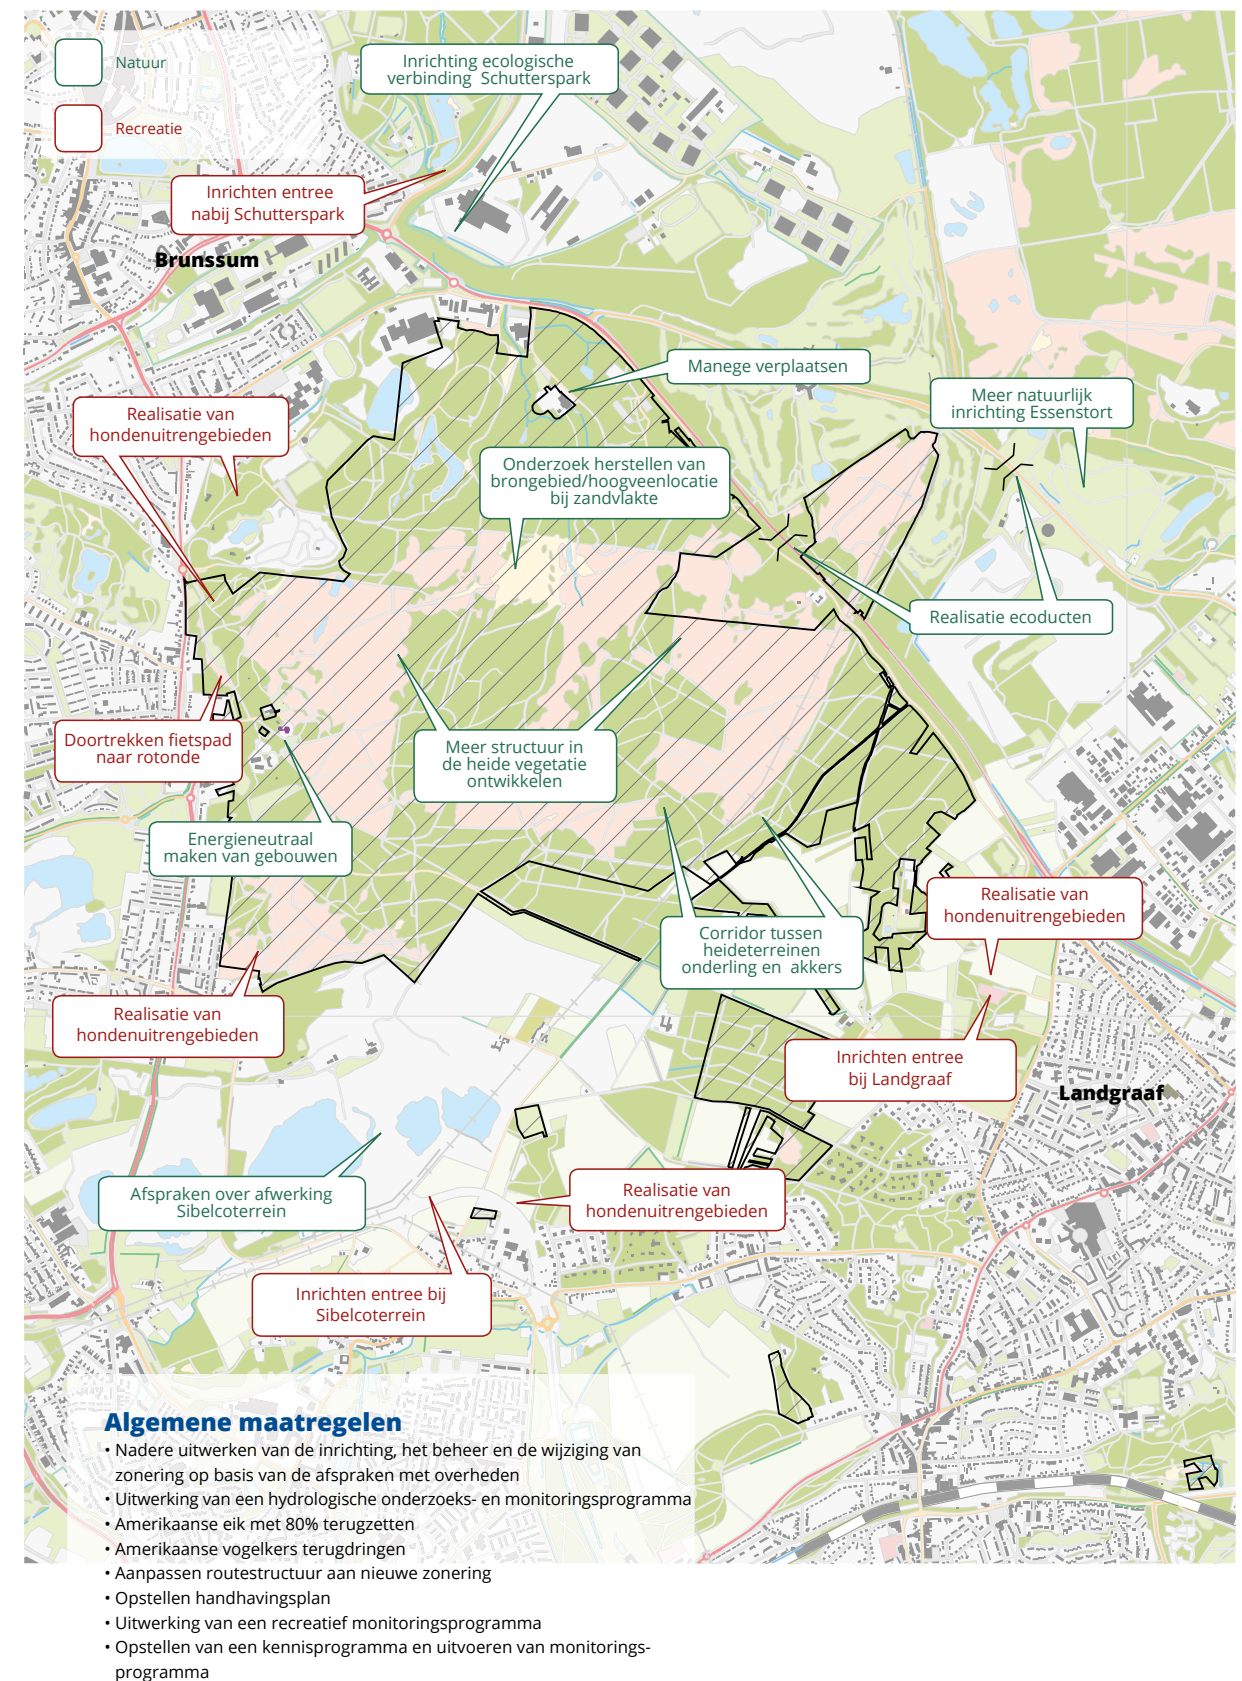 Natuur
Recreatie
Inrichting ecologische
verbinding Schutterspark
Inrichten entree
nabij Schutterspark
Brunssum
Manege verplaatsen
Meer natuurlijk
inrichting Essenstort
Realisatie van
hondenuitrengebieden
Onderzoek herstellen van
brongebied/hoogveenlocatie
bij zandvlakte
Realisatie ecoducten
Doortrekken fietspad
naar rotonde
Meer structuur in
de heide vegetatie
ontwikkelen
Energieneutraal
maken van gebouwen
Realisatie van
hondenuitrengebieden
Corridor tussen
heideterreinen
onderling en akkers
Realisatie van
hondenuitrengebieden
Inrichten entree
bij Landgraaf
Landgraaf
Afspraken over afwerking
Sibelcoterrein
Realisatie van
hondenuitrengebieden
Inrichten entree bij
Sibelcoterrein
Algemene maatregelen
• Nadere uitwerken van de inrichting, het beheer en de wijziging van
zonering op basis van de afspraken met overheden
• Uitwerking van een hydrologische onderzoeks- en monitoringsprogramma
• Amerikaanse eik met 80% terugzetten
• Amerikaanse vogelkers terugdringen
• Aanpassen routestructuur aan nieuwe zonering
• Opstellen handhavingsplan
• Uitwerking van een recreatief monitoringsprogramma
• Opstellen van een kennisprogramma en uitvoeren van monitorings-
programma